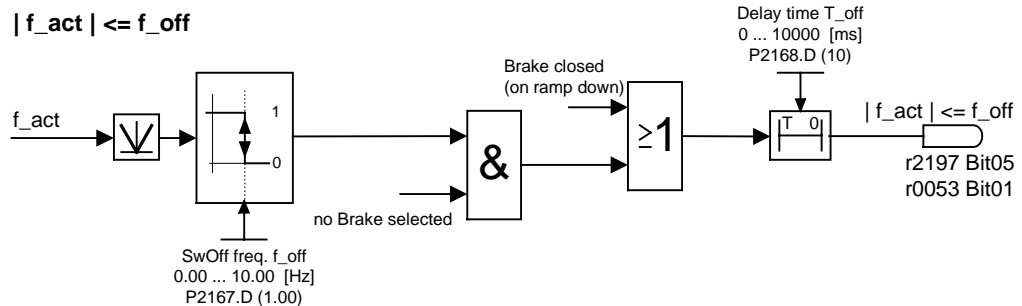 | f_act | <= f_off
Delay time T_off
0 ... 10000 [ms]
P2168.D (10)
Brake closed
(on ramp down)
f_act
1
0
&
≥1
T 0
| f_act | <= f_off
r2197 Bit05
r0053 Bit01
no Brake selected
SwOff freq. f_off
0.00 ... 10.00 [Hz]
P2167.D (1.00)